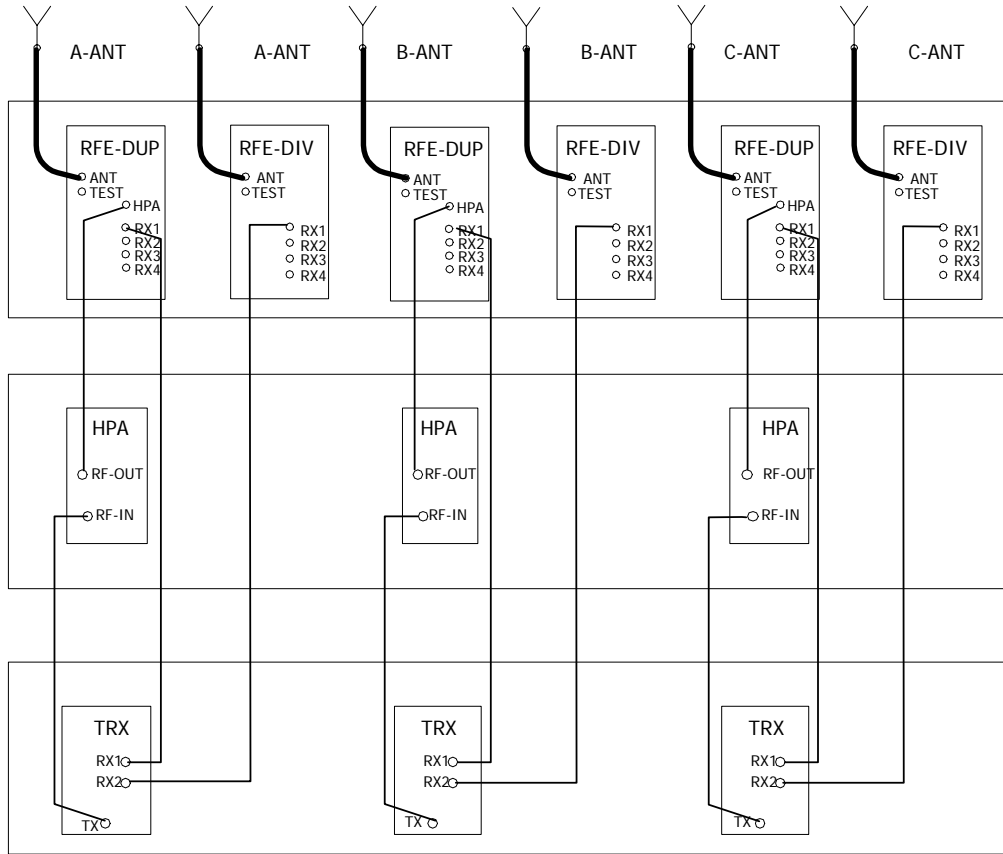 A-ANT A-ANT B-ANT B-ANT C-ANT C-ANT
RFE-DUP
ANT
TEST
HPA
RX1
RX2
RX3
RX4
RFE-DIV
ANT
TEST
RX1
RX2
RX3
RX4
RFE-DUP
ANT
TEST
HPA
RX1
RX2
RX3
RX4
RFE-DIV
ANT
TEST
RX1
RX2
RX3
RX4
RFE-DUP
ANT
TEST
HPA
RX1
RX2
RX3
RX4
RFE-DIV
ANT
TEST
RX1
RX2
RX3
RX4
HPA
RF-OUT
RF-IN
HPA
RF-OUT
RF-IN
HPA
RF-OUT
RF-IN
TRX
RX1
RX2
TX
TRX
RX1
RX2
TX
TRX
RX1
RX2
TX